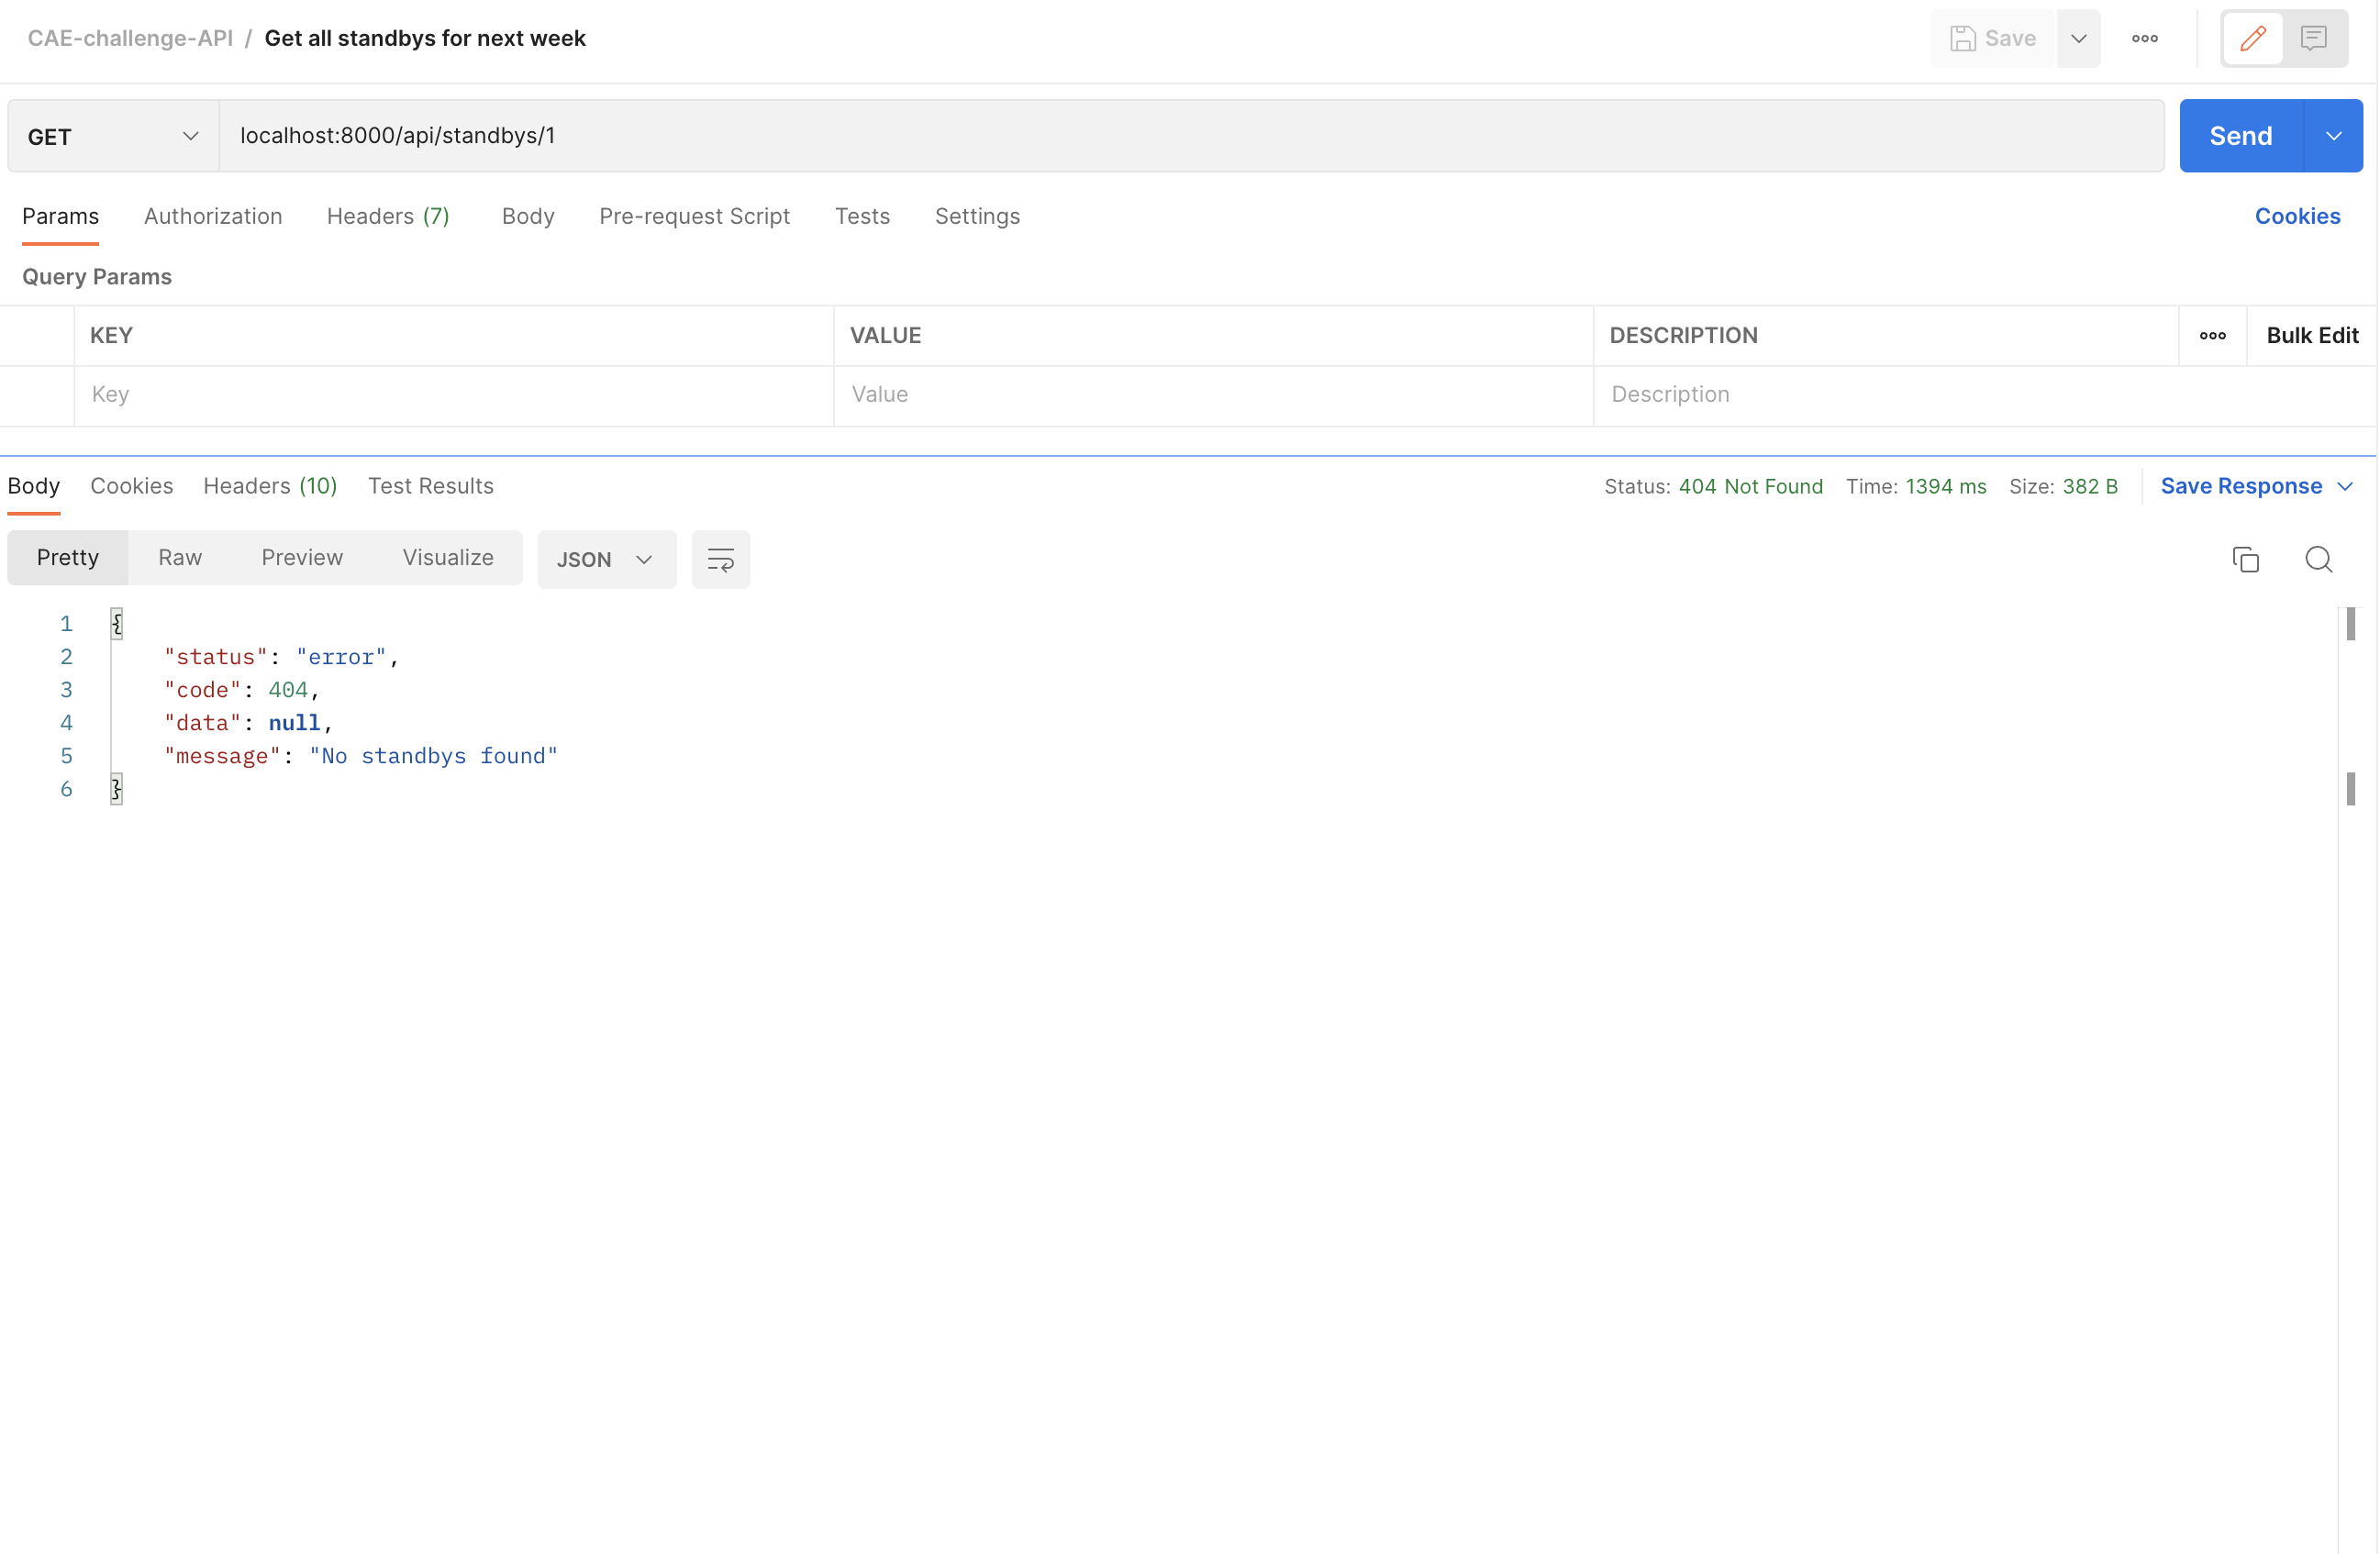 CAE-challenge-API / Get all standbys for next week
Save
GET
localhost:8000/api/standbys/1
Send
Params Authorization Headers (7) Body Pre-request Script Tests Settings Cookies
Query Params
KEY VALUE DESCRIPTION Bulk Edit
Key Value Description
Body Cookies Headers (10) Test Results Status: 404 Not Found Time: 1394 ms Size: 382 B Save Response
Pretty Raw Preview Visualize JSON
1 {
2 "status": "error",
3 "code": 404,
4 "data": null,
5 "message": "No standbys found"
6 }